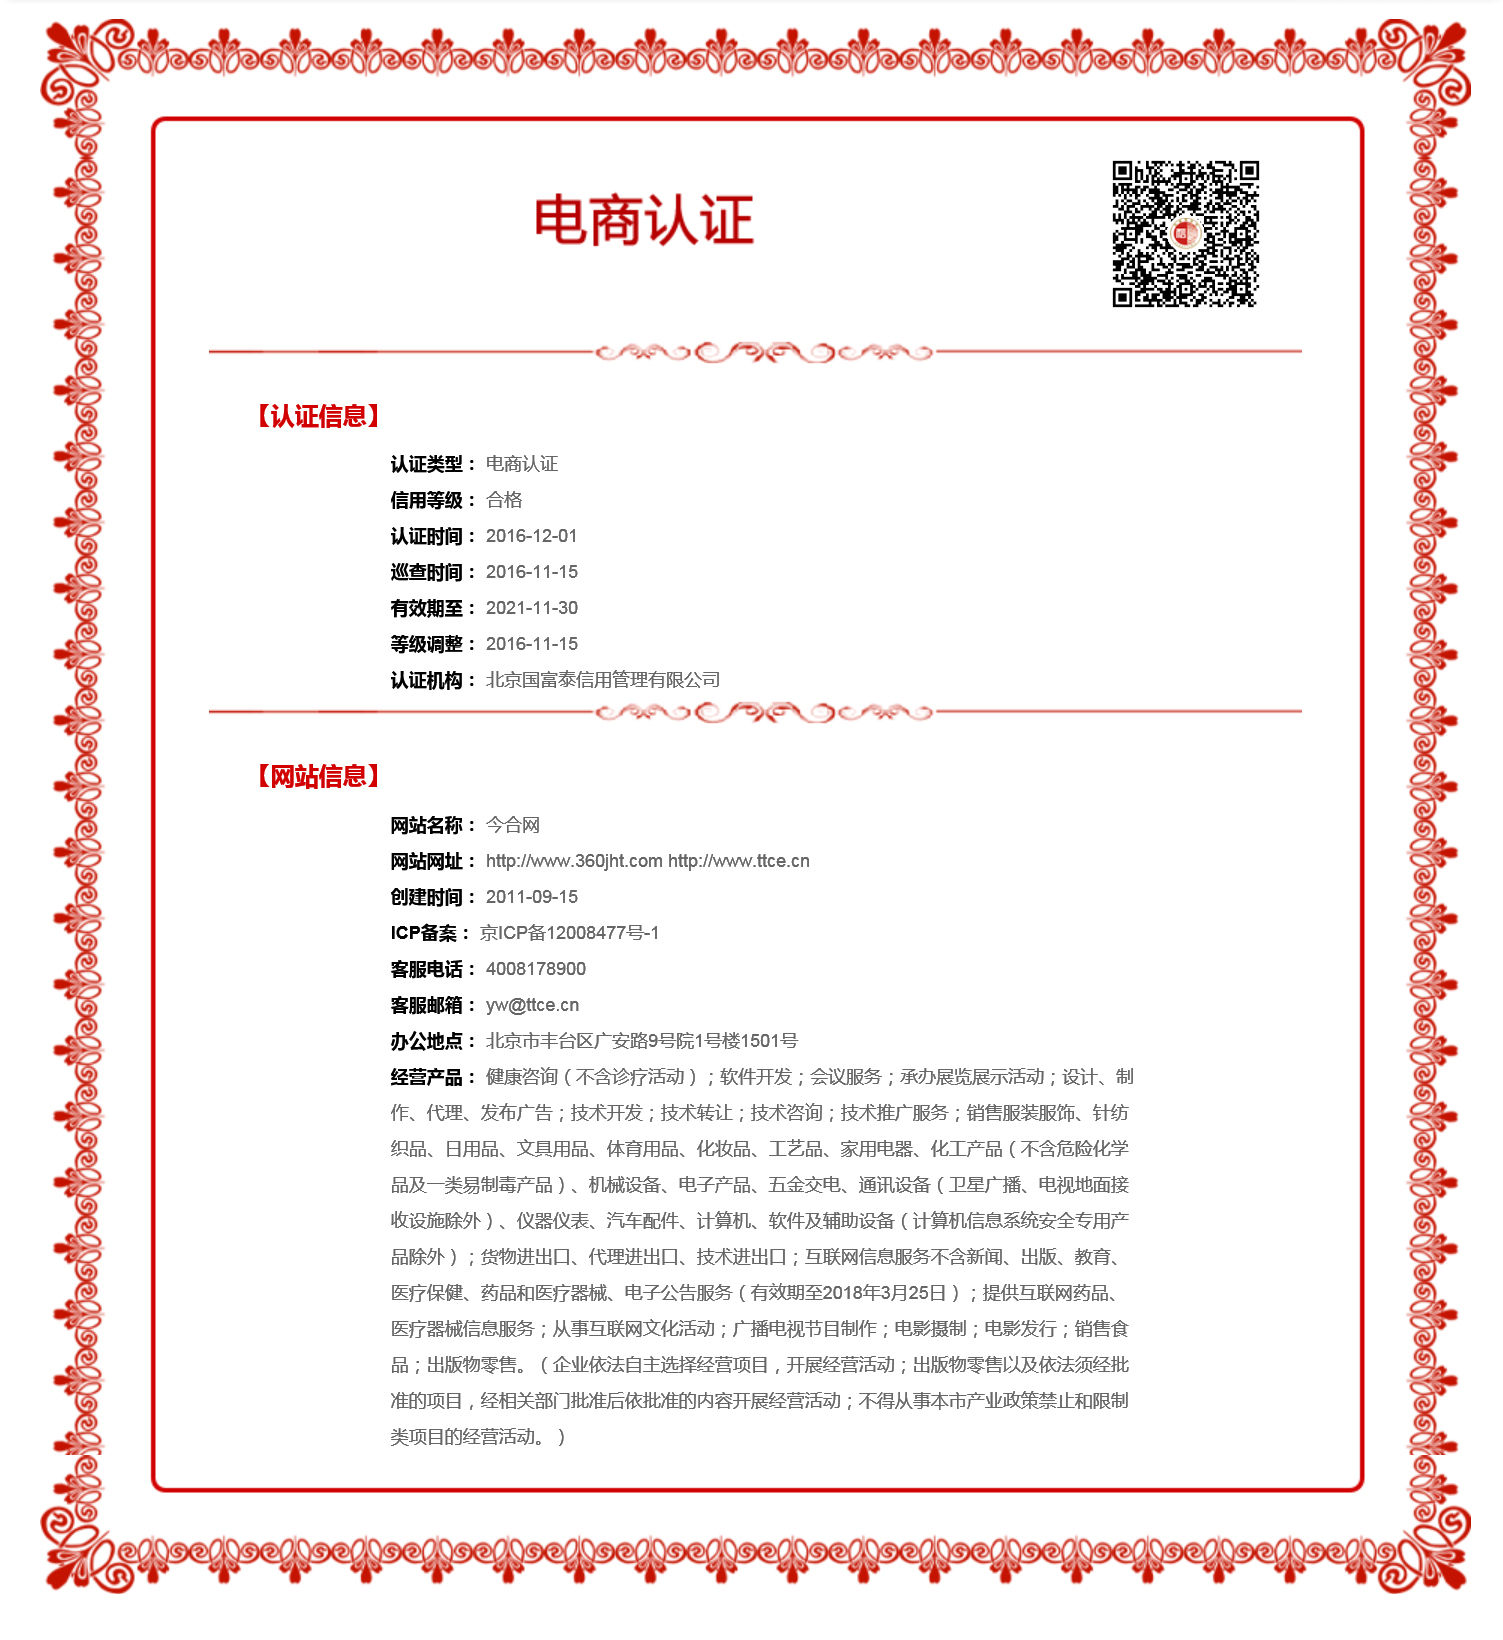 电商认证
【认证信息】
认证类型： 电商认证
信用等级： 合格
认证时间： 2016-12-01
巡查时间： 2016-11-15
有效期至： 2021-11-30
等级调整： 2016-11-15
认证机构： 北京国富泰信用管理有限公司
【网站信息】
网站名称： 今合网
网站网址： http://www.360jht.com http://www.ttce.cn
创建时间： 2011-09-15
ICP备案： 京ICP备12008477号-1
客服电话： 4008178900
客服邮箱： yw@ttce.cn
办公地点： 北京市丰台区广安路9号院1号楼1501号
经营产品： 健康咨询（不含诊疗活动）；软件开发；会议服务；承办展览展示活动；设计、制
作、代理、发布广告；技术开发；技术转让；技术咨询；技术推广服务；销售服装服饰、针纺
织品、日用品、文具用品、体育用品、化妆品、工艺品、家用电器、化工产品（不含危险化学
品及一类易制毒产品）、机械设备、电子产品、五金交电、通讯设备（卫星广播、电视地面接
收设施除外）、仪器仪表、汽车配件、计算机、软件及辅助设备（计算机信息系统安全专用产
品除外）；货物进出口、代理进出口、技术进出口；互联网信息服务不含新闻、出版、教育、
医疗保健、药品和医疗器械、电子公告服务（有效期至2018年3月25日）；提供互联网药品、
医疗器械信息服务；从事互联网文化活动；广播电视节目制作；电影摄制；电影发行；销售食
品；出版物零售。（企业依法自主选择经营项目，开展经营活动；出版物零售以及依法须经批
准的项目，经相关部门批准后依批准的内容开展经营活动；不得从事本市产业政策禁止和限制
类项目的经营活动。）